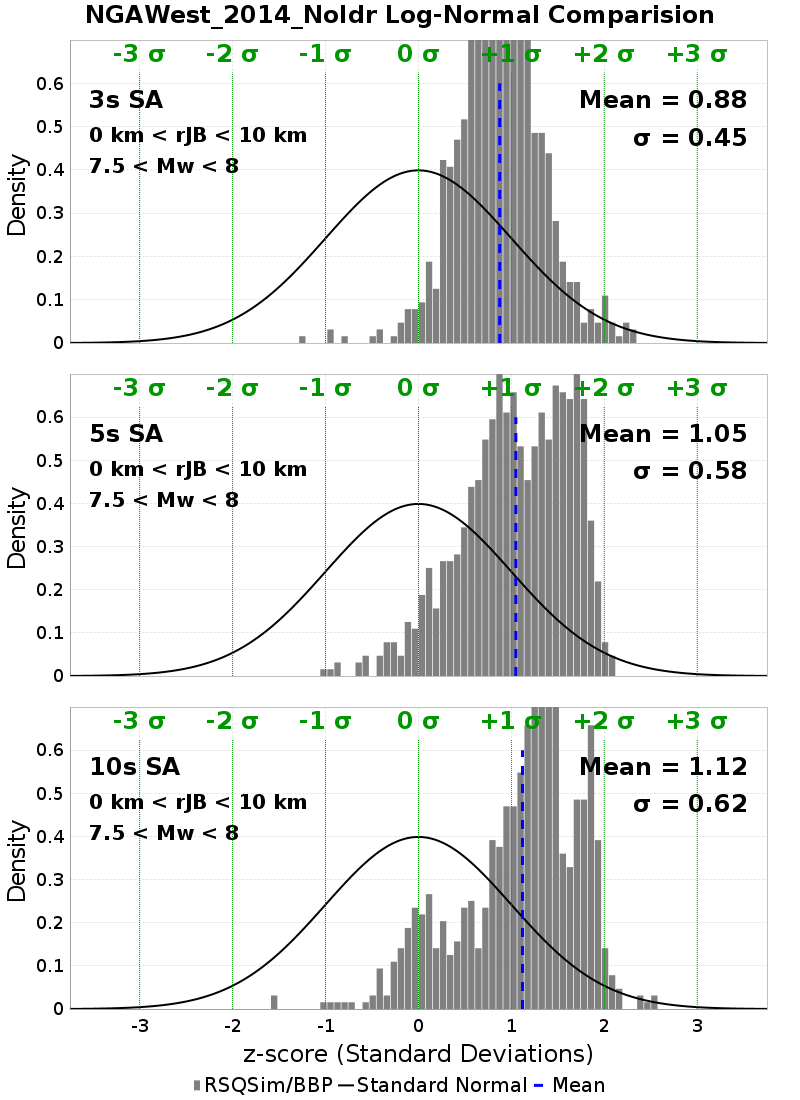 NGAWest_2014_NoIdr Log-Normal Comparision
-3 σ -2 σ -1 σ 0 σ +1 σ +2 σ +3 σ
3s SA
0 km < rJB < 10 km
7.5 < Mw < 8
Mean = 0.88
σ = 0.45
Density
0.6
0.5
0.4
0.3
0.2
0.1
0
-3 σ -2 σ -1 σ 0 σ +1 σ +2 σ +3 σ
5s SA
0 km < rJB < 10 km
7.5 < Mw < 8
Mean = 1.05
σ = 0.58
Density
0.6
0.5
0.4
0.3
0.2
0.1
0
-3 σ -2 σ -1 σ 0 σ +1 σ +2 σ +3 σ
10s SA
0 km < rJB < 10 km
7.5 < Mw < 8
Mean = 1.12
σ = 0.62
Density
0.6
0.5
0.4
0.3
0.2
0.1
0
-3 -2 -1 0 1 2 3
z-score (Standard Deviations)
RSQSim/BBP Standard Normal Mean